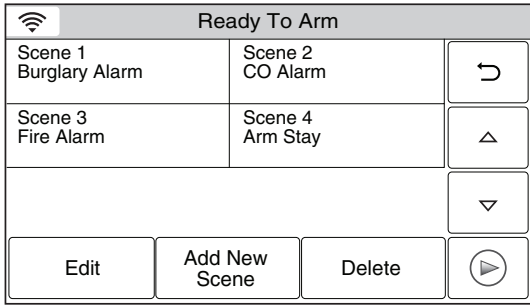 Ready To Arm
Scene 1
Burglary Alarm
Scene 2
CO Alarm
Scene 3
Fire Alarm
Scene 4
Arm Stay
Edit
Add New
Scene
Delete